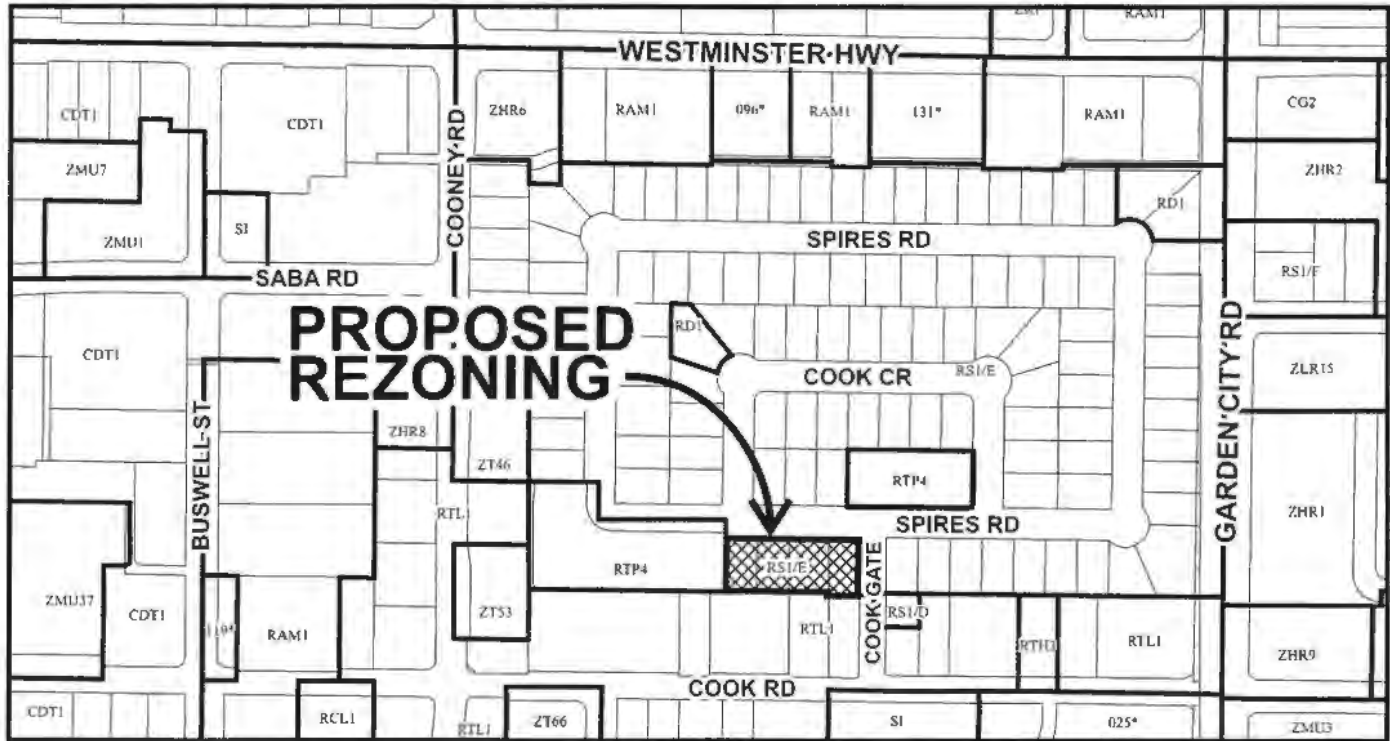 RAM1
WESTMINSTER·HWY
CDT1
CDT1
ZHR6
RAM1
096*
RAM1
131*
RAM1
CG2
ZMU7
ZHR2
COONEY·RD
RD1
SI
ZMU1
SPIRES RD
RS1/F
SABA RD
PROPOSED
REZONING
RD1
CDT1
COOK CR
RS1/E
ZLR15
BUSWELL·ST
ZHR8
GARDEN·CITY·RD
ZT46
RTL1
RTP4
SPIRES RD
ZHR1
RTP4
RS1/E
ZMU37
CDT1
ZT53
COOK·GATE
RS1/D
RAM1
RTL1
RTH1
RTL1
ZHR9
COOK RD
CDT1
RCL1
RTL1
ZT66
SI
025*
ZMU3